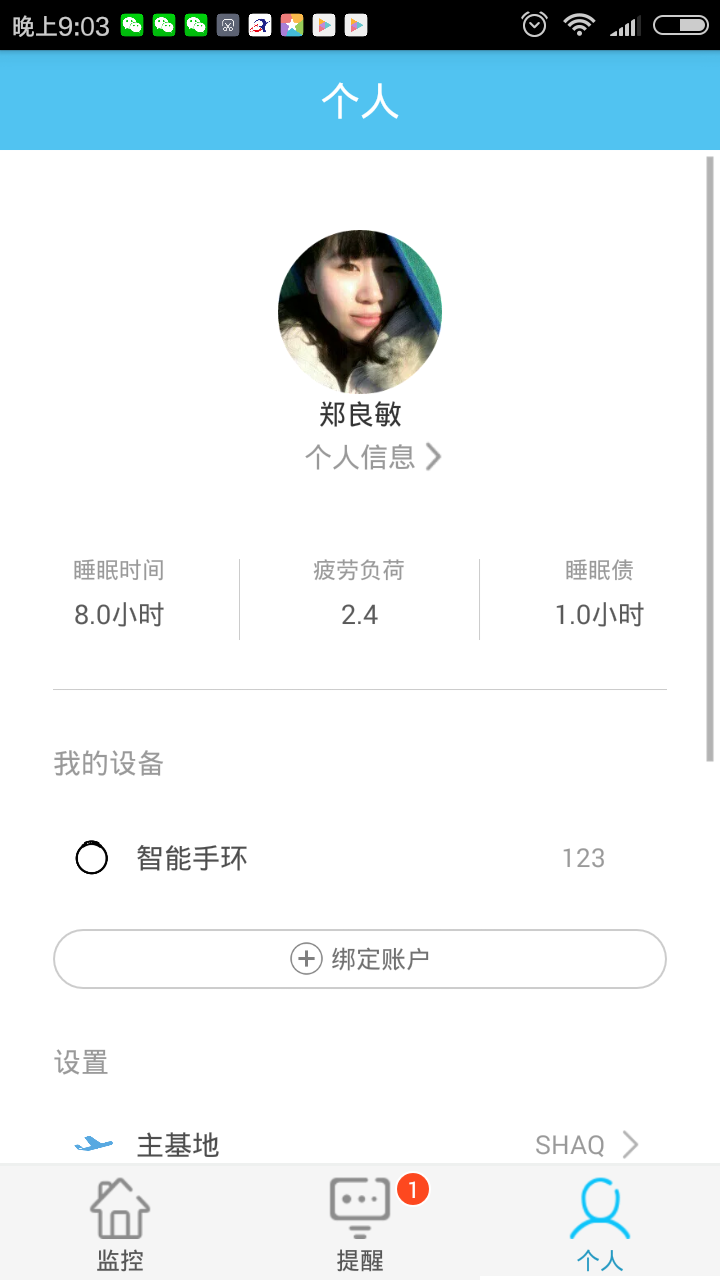 晚上9:03
个人
郑良敏
个人信息
睡眠时间 疲劳负荷 睡眠债
8.0小时 2.4 1.0小时
我的设备
智能手环 123
绑定账户
设置
主基地 SHAQ
1
监控 提醒 个人